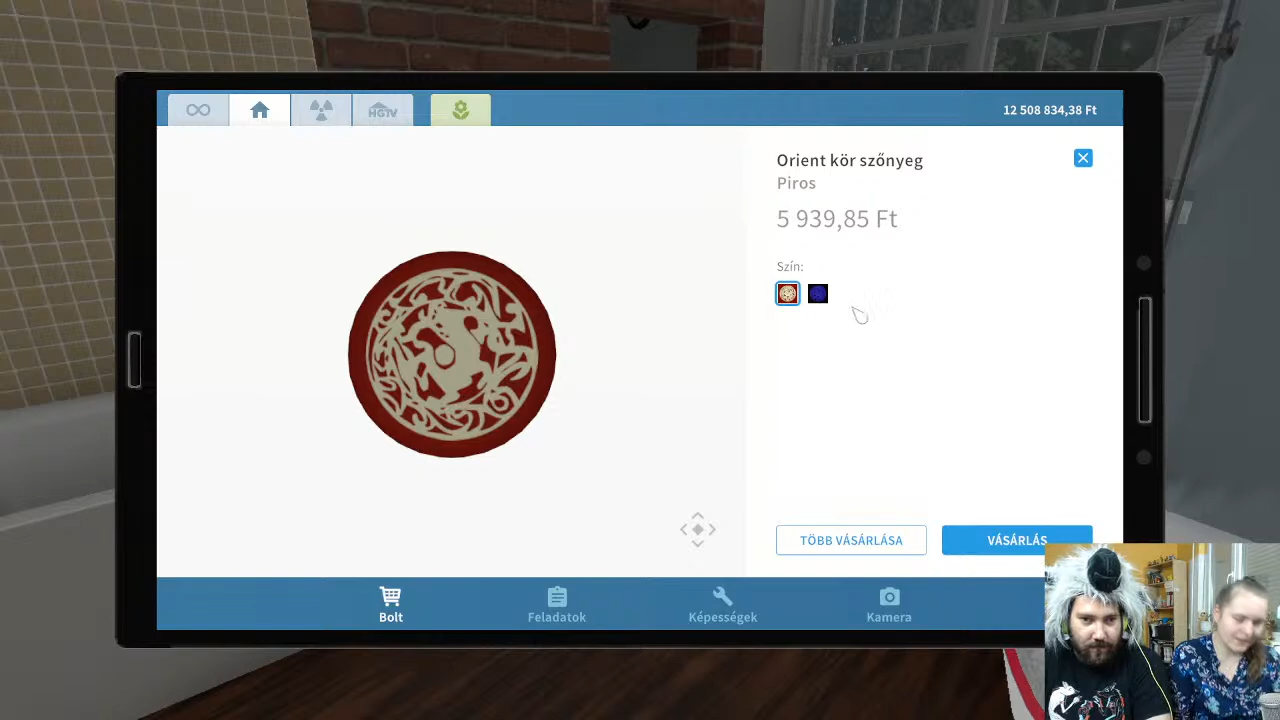 HGTV
12 508 834,38 Ft
Orient kör szőnyeg
Piros
5 939,85 Ft
Szín:
TÖBB VÁSÁRLÁSA
VÁSÁRLÁS
Bolt
Feladatok
Képességek
Kamera